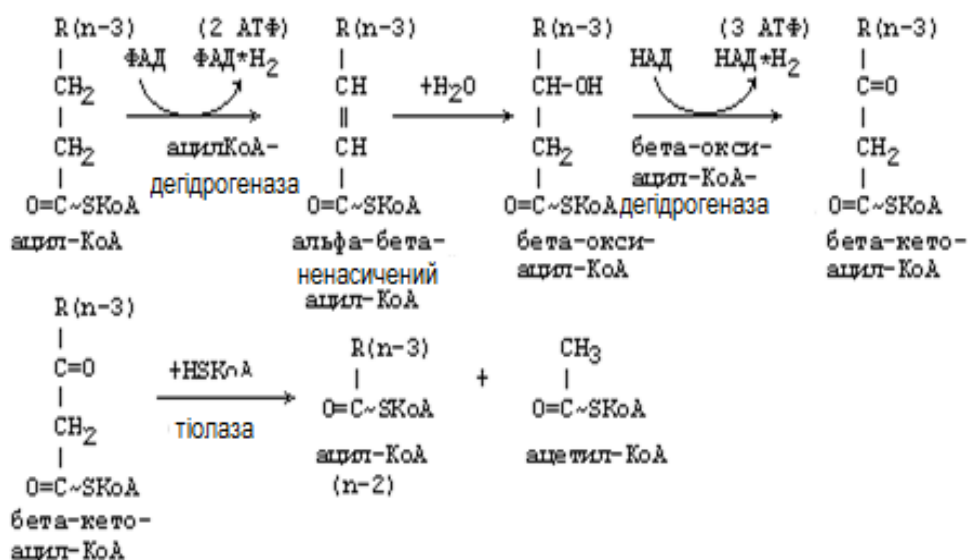 R(n-3) (2 АТФ) R(n-3) R(n-3) (3 АТФ) R(n-3)
ФАД ФАД*H2 НАД НАД*H2
CH2 CH +H2O CH-OH C=O
CH2 ацилКоА- CH CH2 бета-окси- CH2
дегідрогеназа ацил-КоА-
O=C~SKoA O=C~SKoA O=C~SKoA дегідрогеназа O=C~SKoA
ацил-КоА альфа-бета- бета-окси- бета-кето-
ненасичений ацил-КоА ацил-КоА
ацил-КоА
R(n-3)
R(n-3) CH3
C=O +HSKoA +
O=C~SKoA O=C~SKoA
CH2 тіолаза
ацил-КоА ацетил-КоА
O=C~SKoA (n-2)
бета-кето-
ацил-КоА